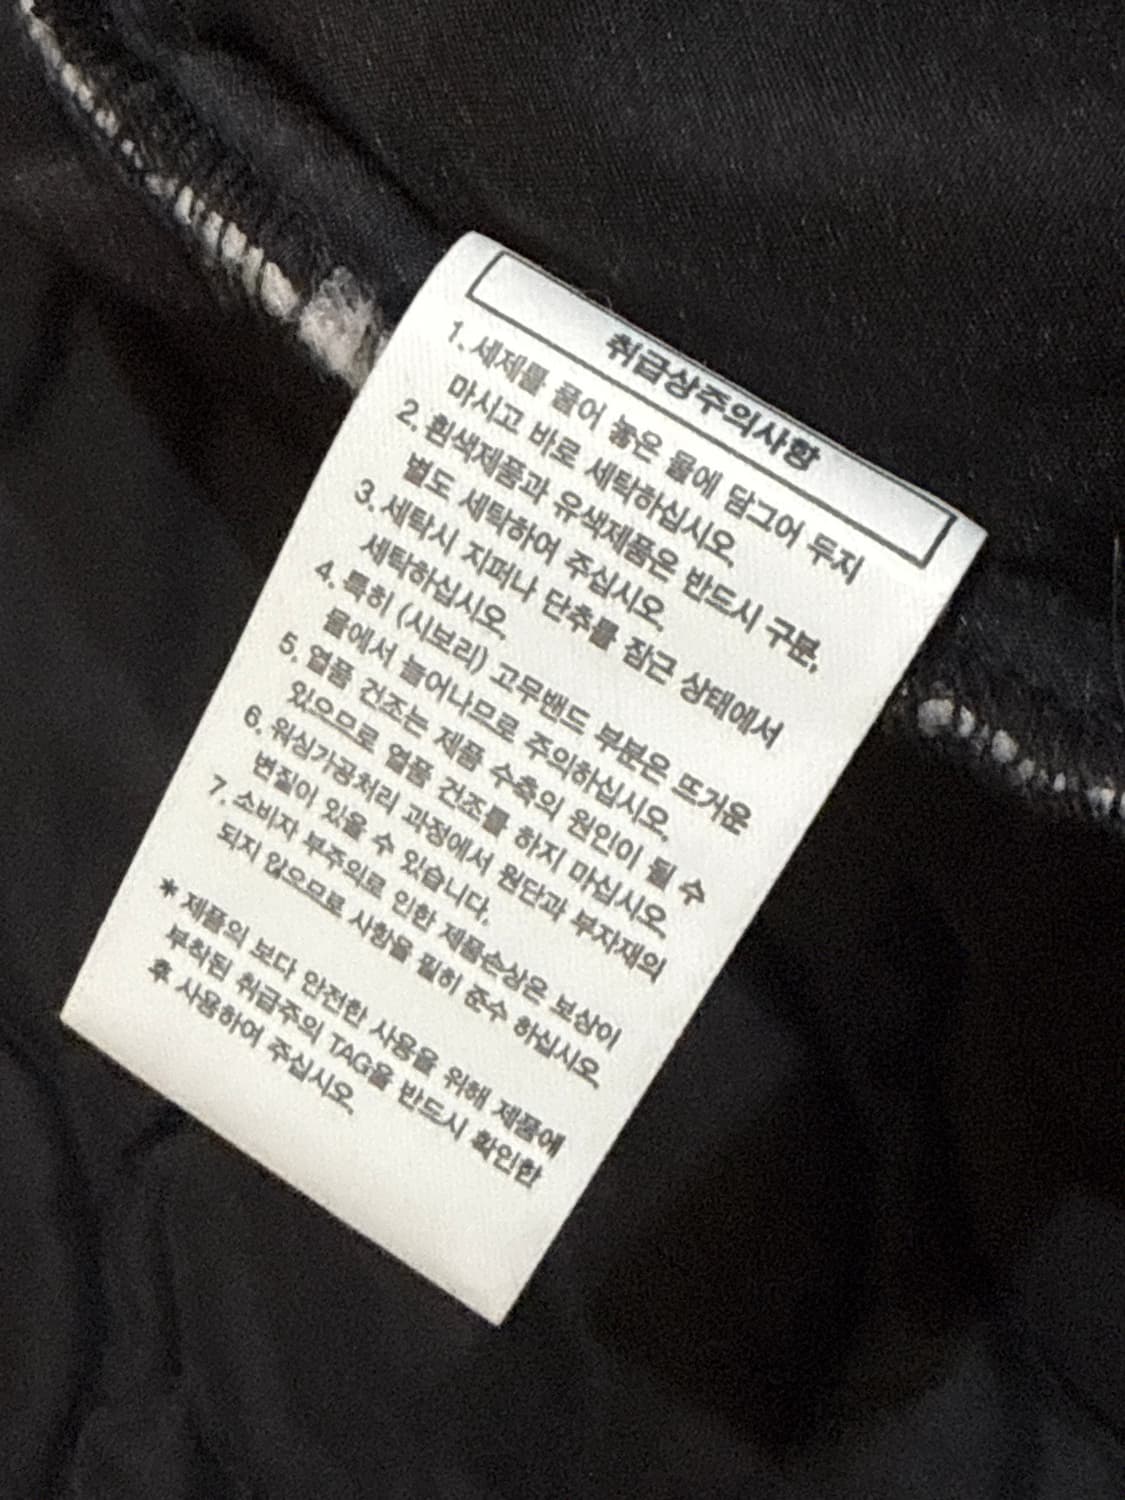 취급상주의사항
1. 세제를 풀어 놓은 물에 담그어 두지
마시고 바로 세탁하십시오.
2. 흰색제품과 유색제품은 반드시 구분,
별도 세탁하여 주십시오.
3. 세탁시 지퍼나 단추를 잠근 상태에서
세탁하십시오.
4. 특히 (시보리) 고무밴드 부분은 뜨거운
물에서 늘어나므로 주의하십시오.
5. 열품 건조는 제품 수축의 원인이 될 수
있으므로 열품 건조를 하지 마십시오.
6. 워싱가공처리 과정에서 원단과 부자재의
변질이 있을 수 있습니다.
7. 소비자 부주의로 인한 제품손상은 보상이
되지 않으므로 사항을 필히 준수 하십시오.
* 제품의 보다 안전한 사용을 위해 제품에
부착된 취급주의 TAG을 반드시 확인한
후 사용하여 주십시오.